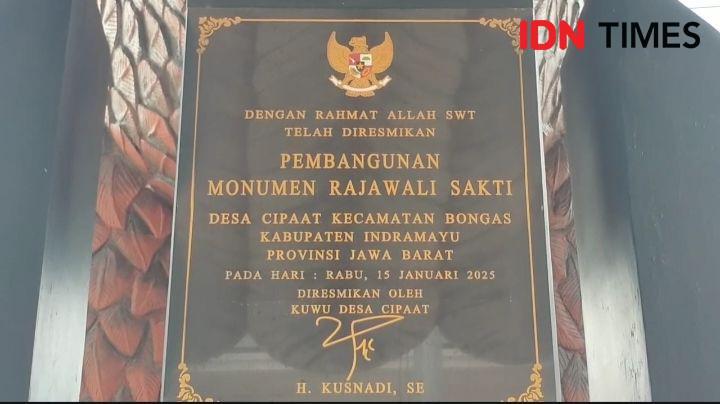 IDN TIMES
DENGAN RAHMAT ALLAH SWT
TELAH DIRESMIKAN
PEMBANGUNAN
MONUMEN RAJAWALI SAKTI
DESA CIPAAT KECAMATAN BONGAS
KABUPATEN INDRAMAYU
PROVINSI JAWA BARAT
PADA HARI : RABU, 15 JANUARI 2025
DIRESMIKAN OLEH
KUWU DESA CIPAAT
H. KUSNADI, SE